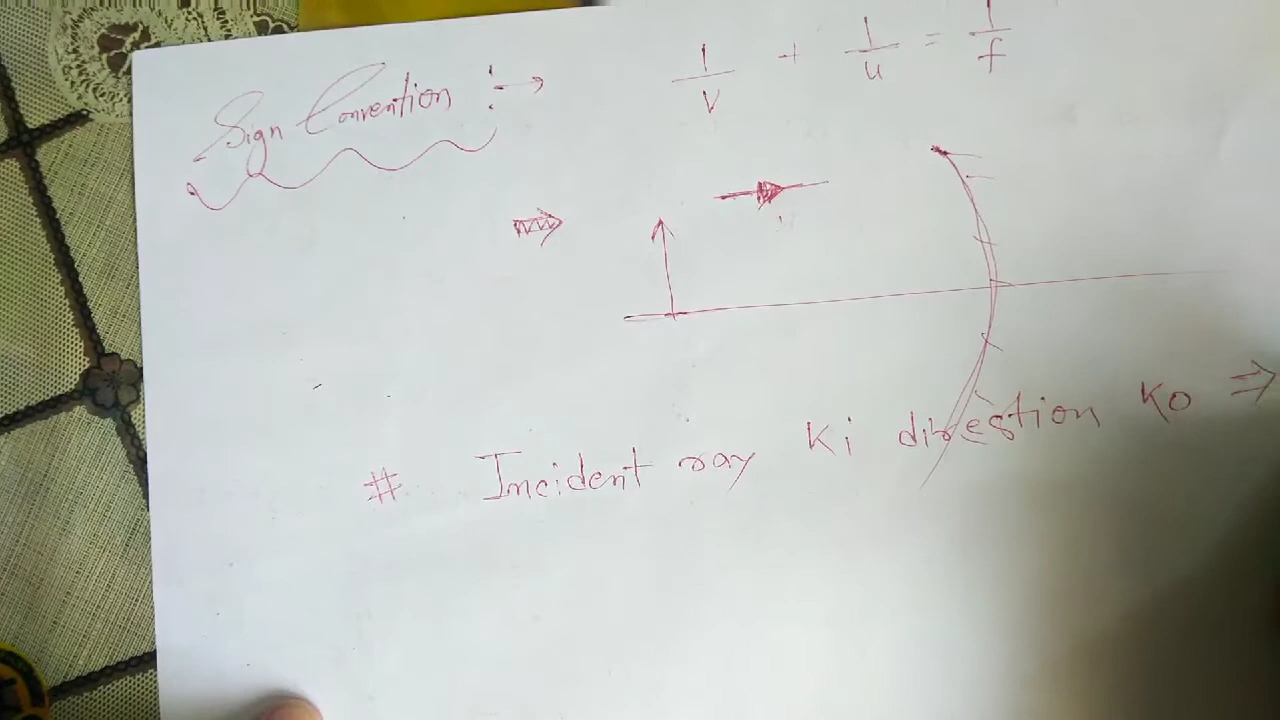 Sign Convention :→
1/v + 1/u = 1/f
# Incident ray Ki direction Ko ⇒